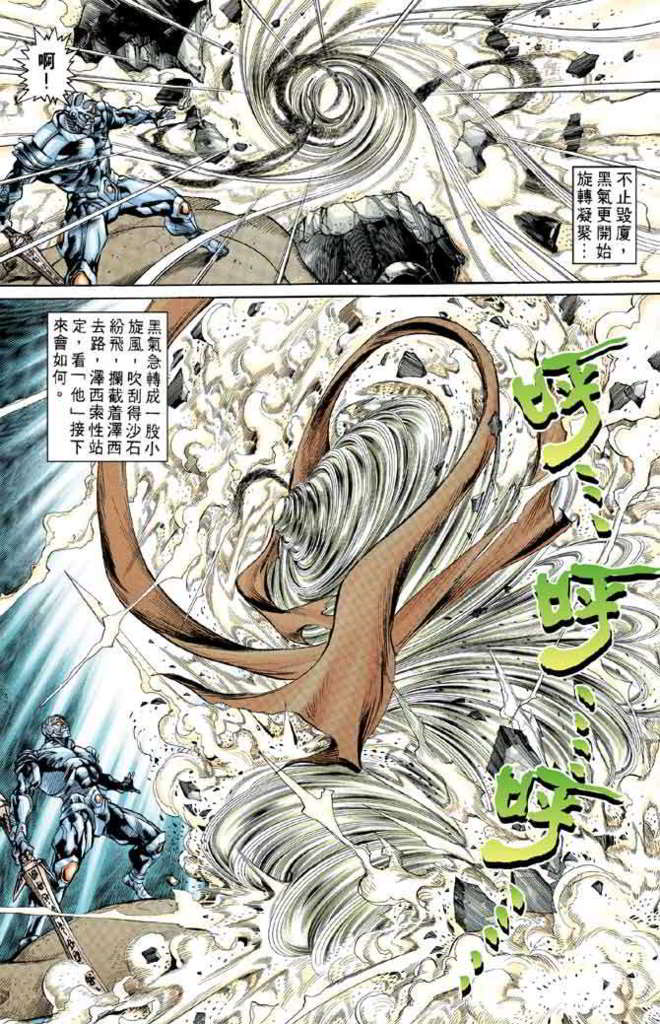 啊！
不止毀廈，
黑氣更開始
旋轉凝聚…
黑氣急轉成一股小
旋風，吹刮得沙石
紛飛，攔截着澤西
去路，澤西索性站
定，看「他」接下
來會如何。
呼…
呼……
呼……